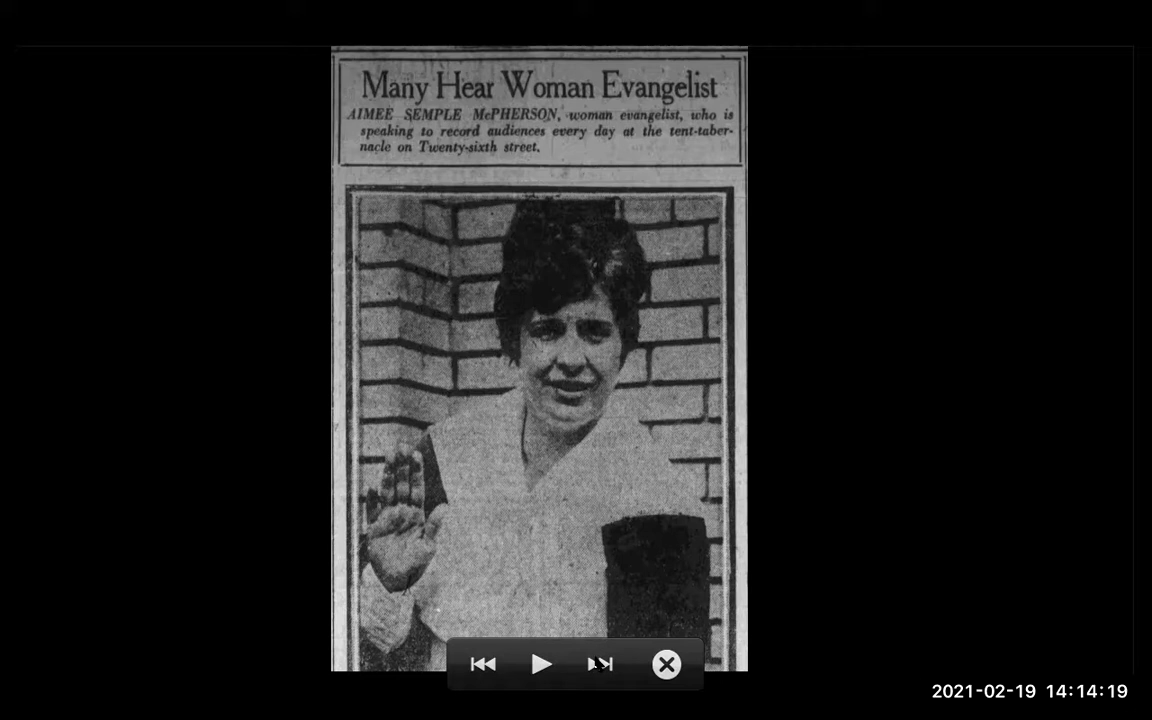 Many Hear Woman Evangelist
AIMEE SEMPLE McPHERSON, woman evangelist, who is
speaking to record audiences every day at the tent-taber-
nacle on Twenty-sixth street.
2021-02-19 14:14:19